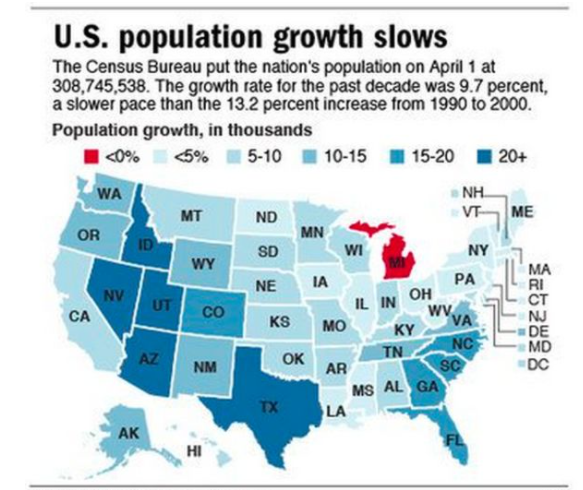 U.S. population growth slows
The Census Bureau put the nation's population on April 1 at
308,745,538. The growth rate for the past decade was 9.7 percent,
a slower pace than the 13.2 percent increase from 1990 to 2000.
Population growth, in thousands
<0% <5% 5-10 10-15 15-20 20+
WA
MT
ND
MN
NH
VT
ME
OR
ID
WY
SD
WI
MI
NY
NV
UT
CO
NE
IA
IL
IN
OH
PA
MA
RI
CT
NJ
DE
MD
DC
CA
KS
MO
KY
WV
VA
AZ
NM
OK
AR
TN
NC
SC
TX
LA
MS
AL
GA
FL
AK
HI